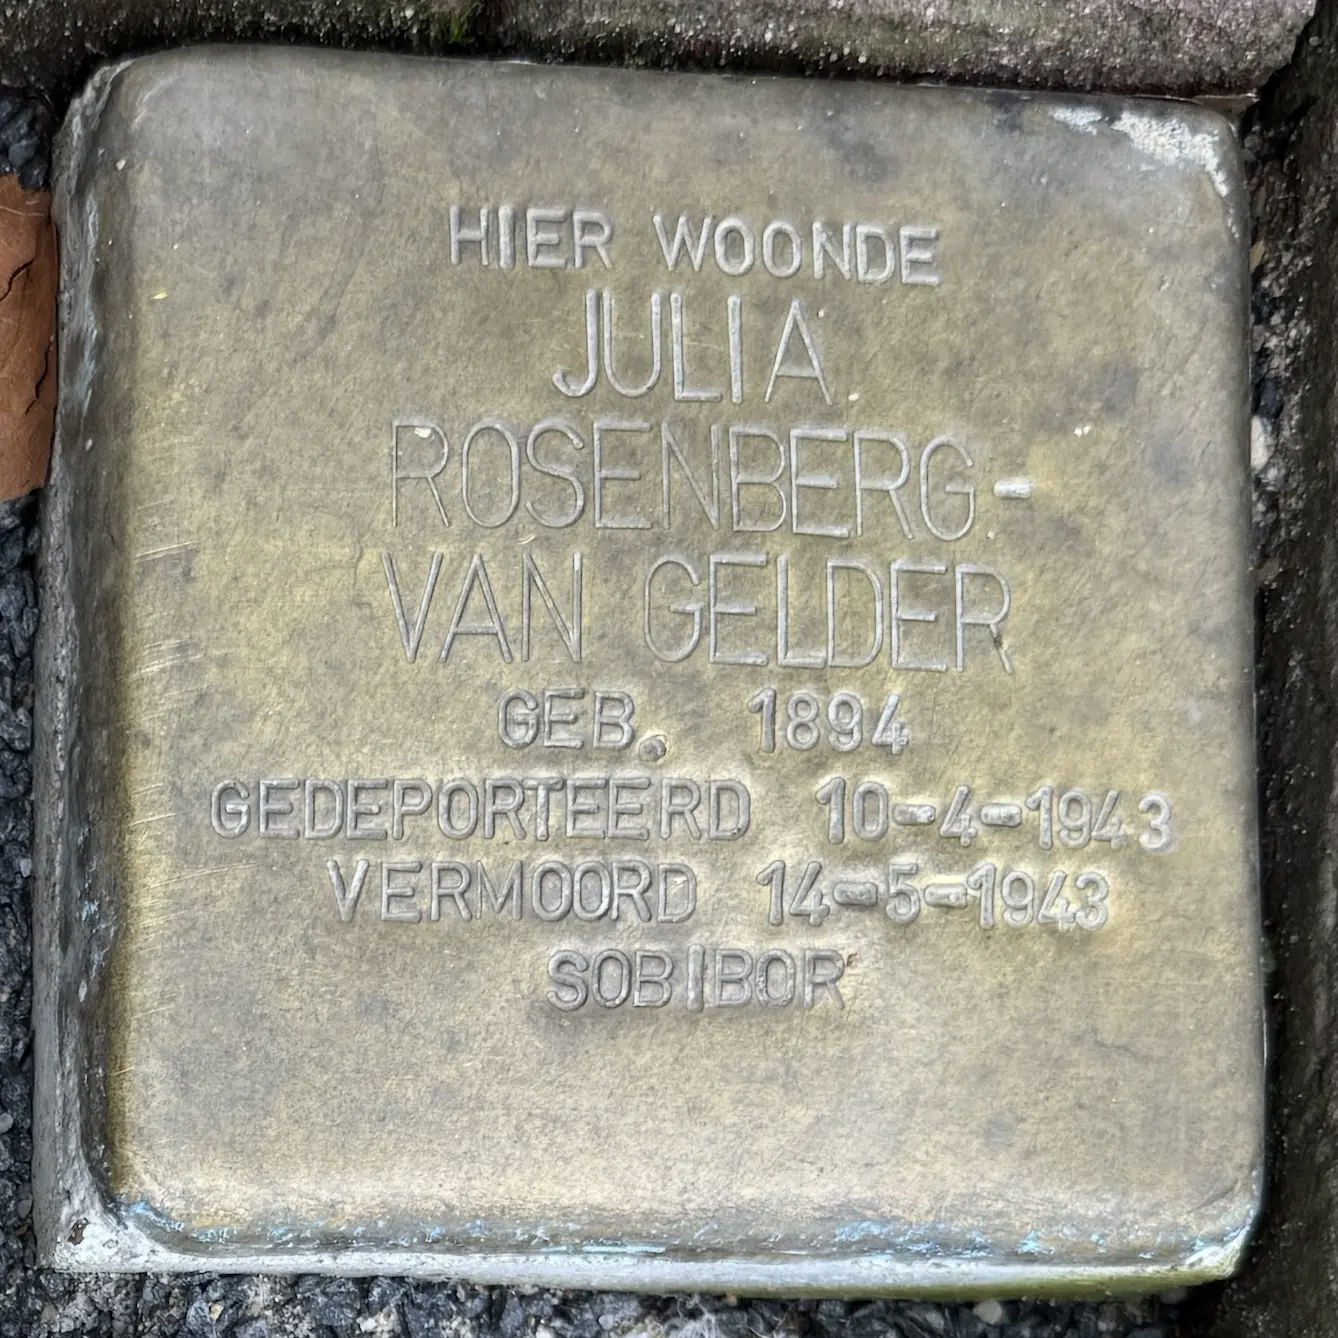 HIER WOONDE
JULIA
ROSENBERG-
VAN GELDER
GEB. 1894
GEDEPORTEERD 10-4-1943
VERMOORD 14-5-1943
SOBIBOR